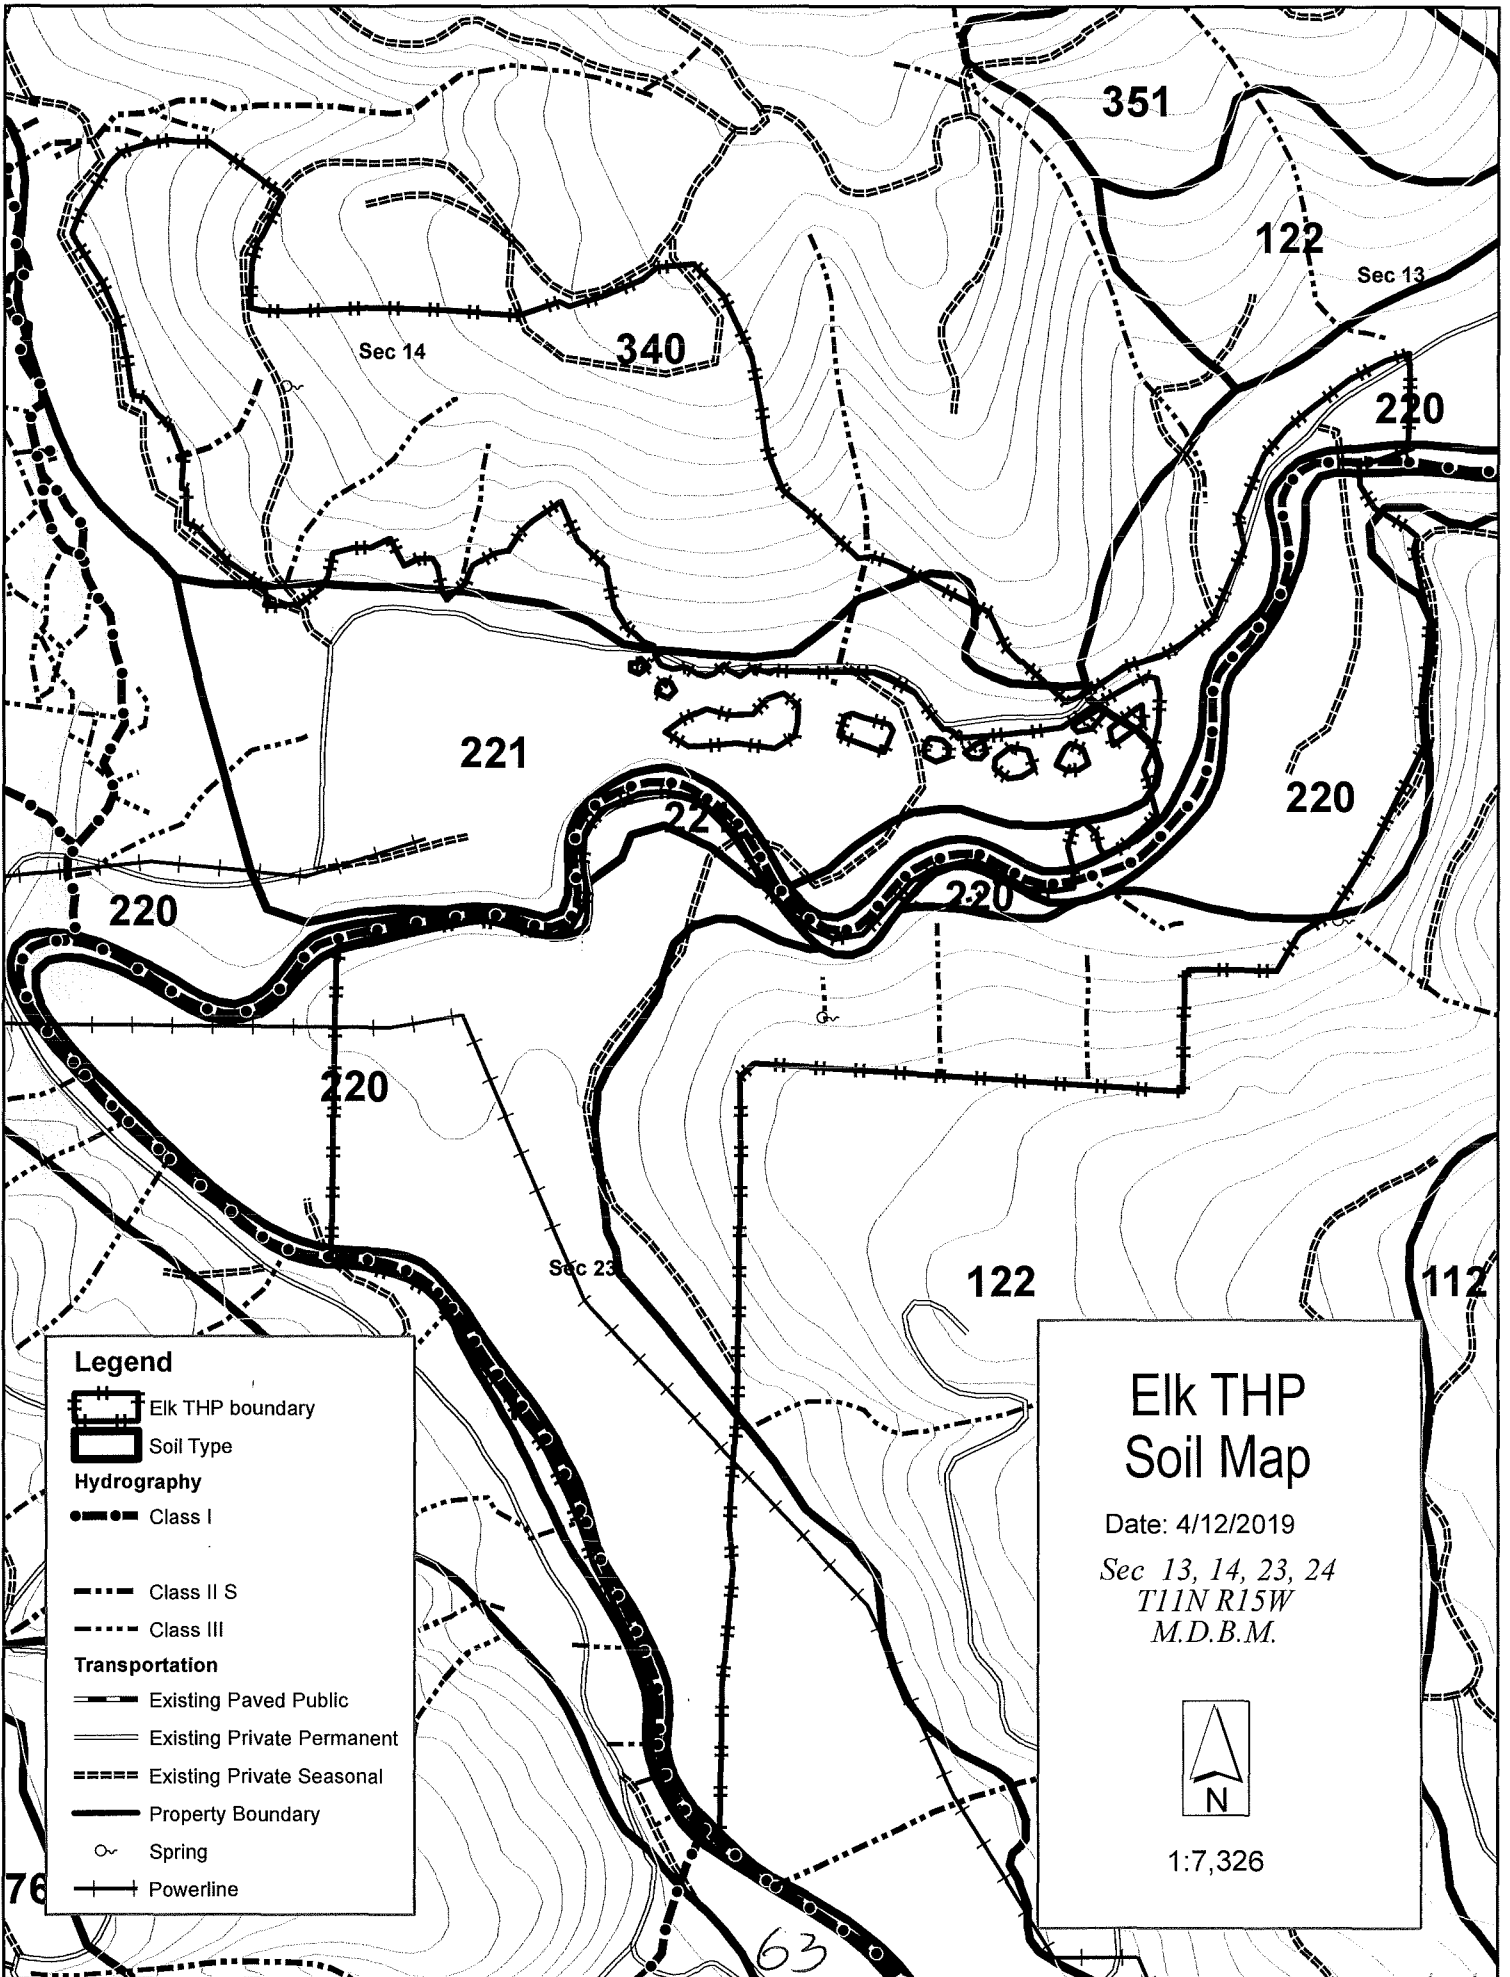 351
122
Sec 13
Sec 14
340
220
221
220
220
220
220
Sec 23
122
112
Legend
Elk THP boundary
Soil Type
Hydrography
Class I
Class II S
Class III
Transportation
Existing Paved Public
Existing Private Permanent
Existing Private Seasonal
Property Boundary
Spring
Powerline
Elk THP
Soil Map
Date: 4/12/2019
Sec 13, 14, 23, 24
T11N R15W
M.D.B.M.
N
1:7,326
63